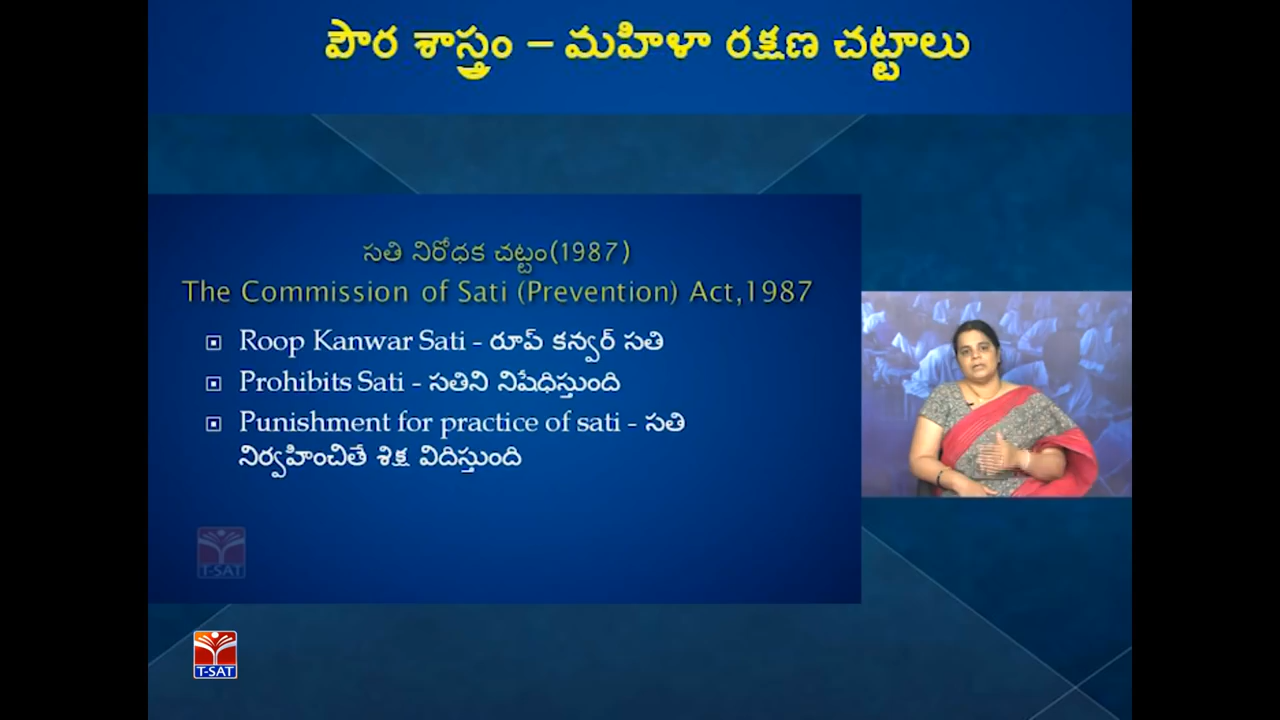 పౌర శాస్త్రం – మహిళా రక్షణ చట్టాలు
సతి నిరోధక చట్టం(1987)
The Commission of Sati (Prevention) Act,1987
Roop Kanwar Sati - రూప్ కన్వర్ సతి
Prohibits Sati - సతిని నిషేధిస్తుంది
Punishment for practice of sati - సతి
నిర్వహించితే శిక్ష విదిస్తుంది
T-SAT
T-SAT